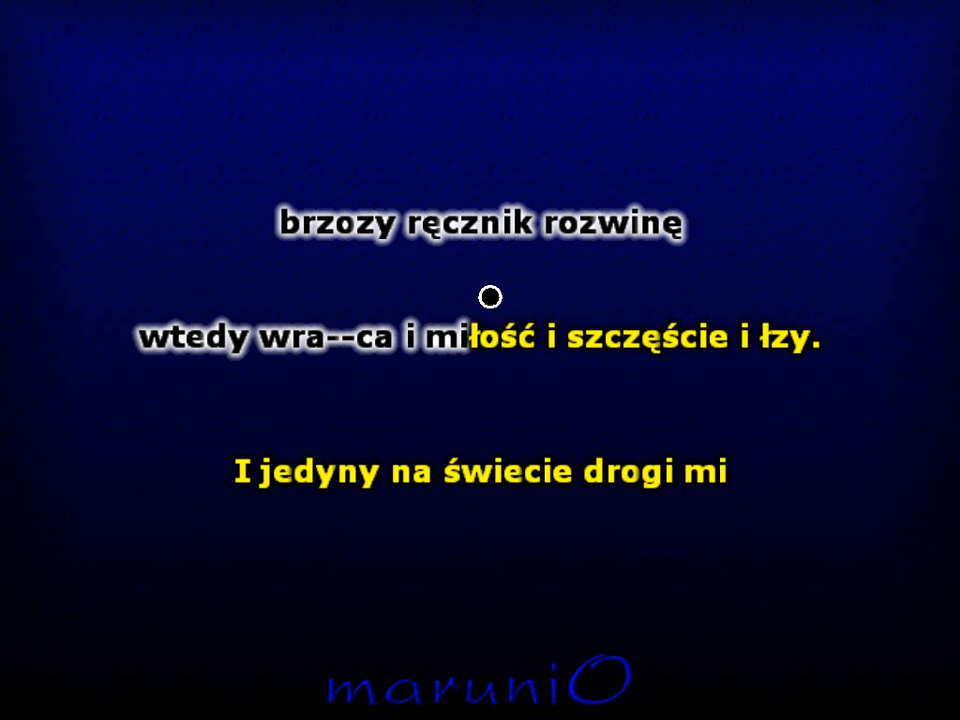 brzozy ręcznik rozwinę
wtedy wra--ca i miłość i szczęście i łzy.
I jedyny na świecie drogi mi
maruniO